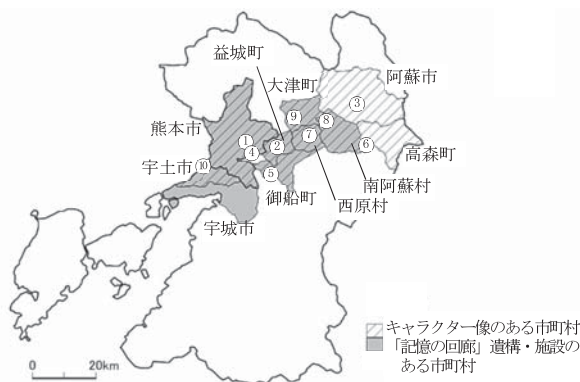 益城町
大津町
阿蘇市
③
熊本市
⑨
⑧
①
⑦
②
④
⑥
高森町
宇土市
⑩
⑤
南阿蘇村
御船町
西原村
宇城市
キャラクター像のある市町村
「記憶の回廊」遺構・施設の
ある市町村
0 20km